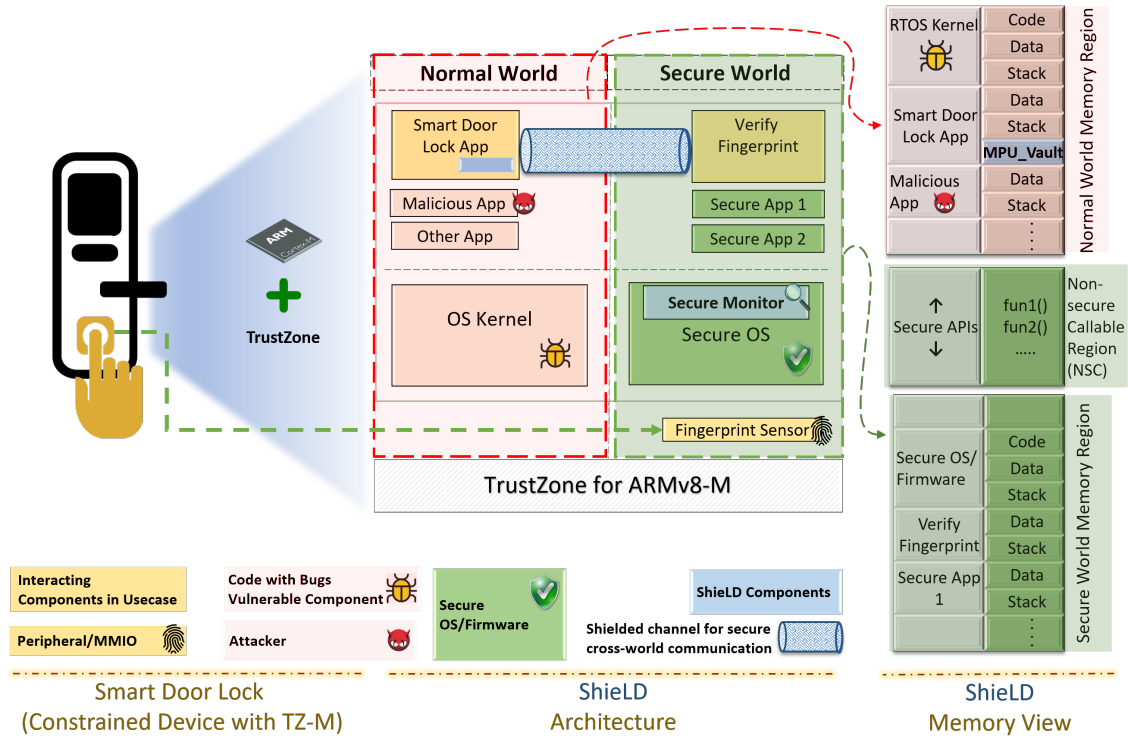 Normal World
Secure World
Smart Door
Lock App
Verify
Fingerprint
Malicious App
Secure App 1
Other App
Secure App 2
ARM
Cortex-M
TrustZone
OS Kernel
Secure Monitor
Secure OS
Fingerprint Sensor
TrustZone for ARMv8-M
RTOS Kernel
Code
Data
Stack
Smart Door
Lock App
Data
Stack
MPU_Vault
Malicious
App
Data
Stack
Normal World Memory Region
Secure APIs
fun1()
fun2()
.....
Non-
secure
Callable
Region
(NSC)
Secure OS/
Firmware
Code
Data
Stack
Verify
Fingerprint
Data
Stack
Secure App
1
Data
Stack
Secure World Memory Region
Interacting
Components in Usecase
Peripheral/MMIO
Code with Bugs
Vulnerable Component
Attacker
Secure
OS/Firmware
ShieLD Components
Shielded channel for secure
cross-world communication
Smart Door Lock
(Constrained Device with TZ-M)
ShieLD
Architecture
ShieLD
Memory View